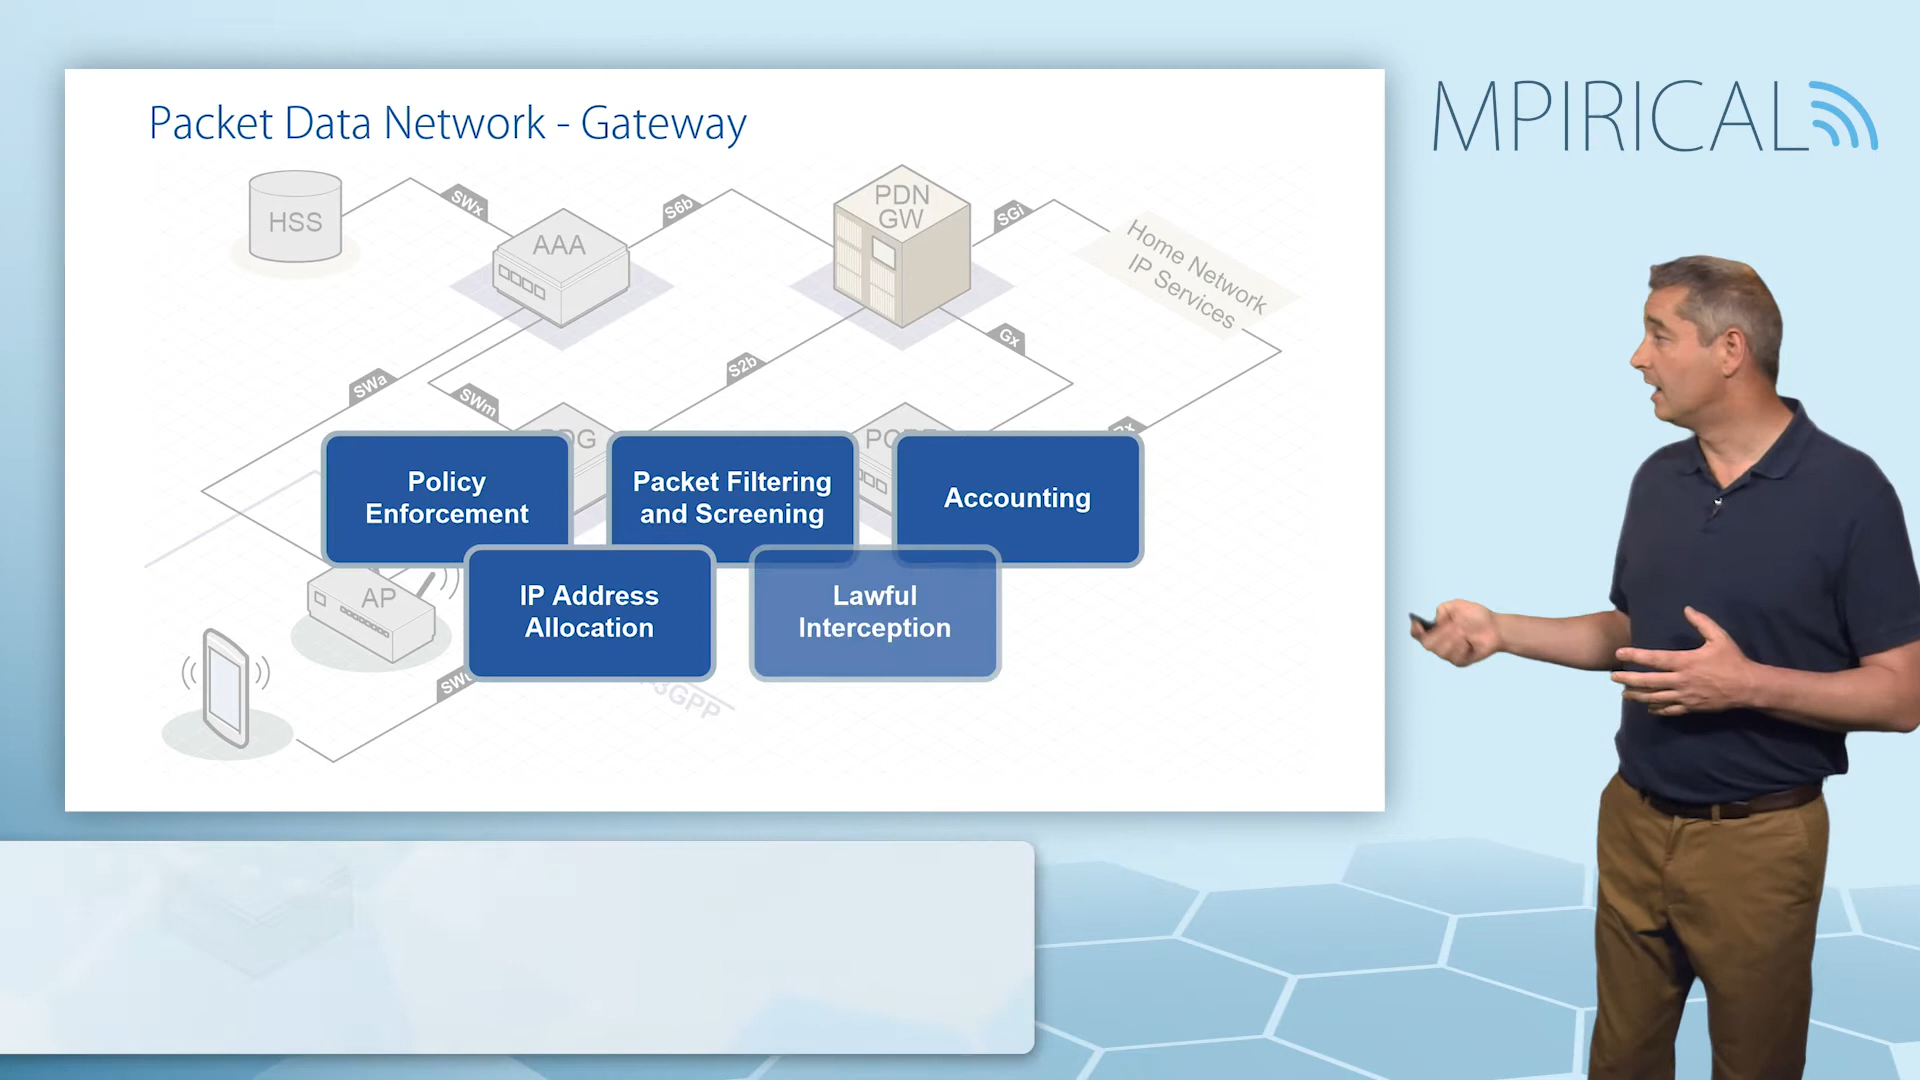 Packet Data Network - Gateway
MPIRICAL
HSS
SWx
AAA
S6b
PDN
GW
SGi
Home Network
IP Services
SWa
SWm
S2b
Gx
Policy
Enforcement
Packet Filtering
and Screening
Accounting
IP Address
Allocation
Lawful
Interception
AP
3GPP